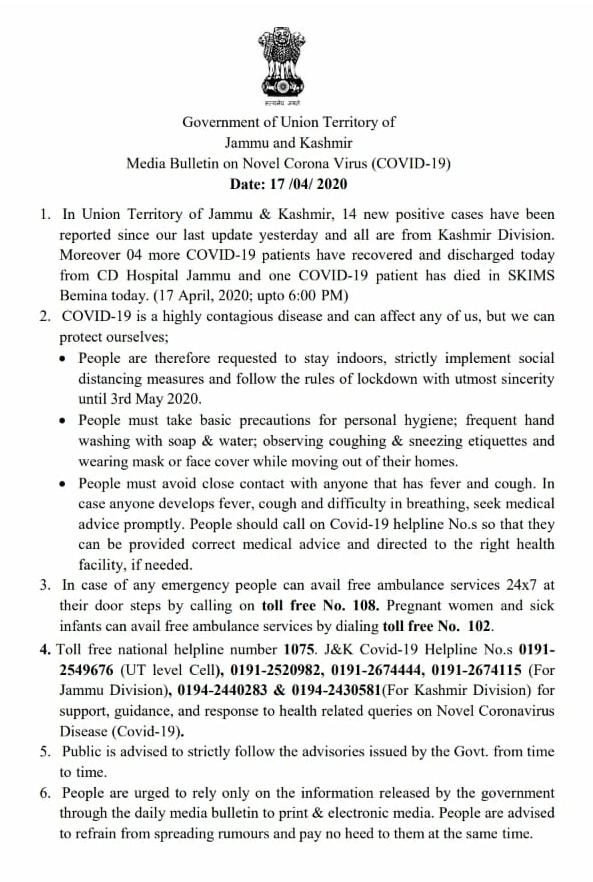 सत्यमेव जयते
Government of Union Territory of
Jammu and Kashmir
Media Bulletin on Novel Corona Virus (COVID-19)
Date: 17 /04/ 2020
1. In Union Territory of Jammu & Kashmir, 14 new positive cases have been
reported since our last update yesterday and all are from Kashmir Division.
Moreover 04 more COVID-19 patients have recovered and discharged today
from CD Hospital Jammu and one COVID-19 patient has died in SKIMS
Bemina today. (17 April, 2020; upto 6:00 PM)
2. COVID-19 is a highly contagious disease and can affect any of us, but we can
protect ourselves;
• People are therefore requested to stay indoors, strictly implement social
distancing measures and follow the rules of lockdown with utmost sincerity
until 3rd May 2020.
• People must take basic precautions for personal hygiene; frequent hand
washing with soap & water; observing coughing & sneezing etiquettes and
wearing mask or face cover while moving out of their homes.
• People must avoid close contact with anyone that has fever and cough. In
case anyone develops fever, cough and difficulty in breathing, seek medical
advice promptly. People should call on Covid-19 helpline No.s so that they
can be provided correct medical advice and directed to the right health
facility, if needed.
3. In case of any emergency people can avail free ambulance services 24x7 at
their door steps by calling on toll free No. 108. Pregnant women and sick
infants can avail free ambulance services by dialing toll free No. 102.
4. Toll free national helpline number 1075. J&K Covid-19 Helpline No.s 0191-
2549676 (UT level Cell), 0191-2520982, 0191-2674444, 0191-2674115 (For
Jammu Division), 0194-2440283 & 0194-2430581(For Kashmir Division) for
support, guidance, and response to health related queries on Novel Coronavirus
Disease (Covid-19).
5. Public is advised to strictly follow the advisories issued by the Govt. from time
to time.
6. People are urged to rely only on the information released by the government
through the daily media bulletin to print & electronic media. People are advised
to refrain from spreading rumours and pay no heed to them at the same time.